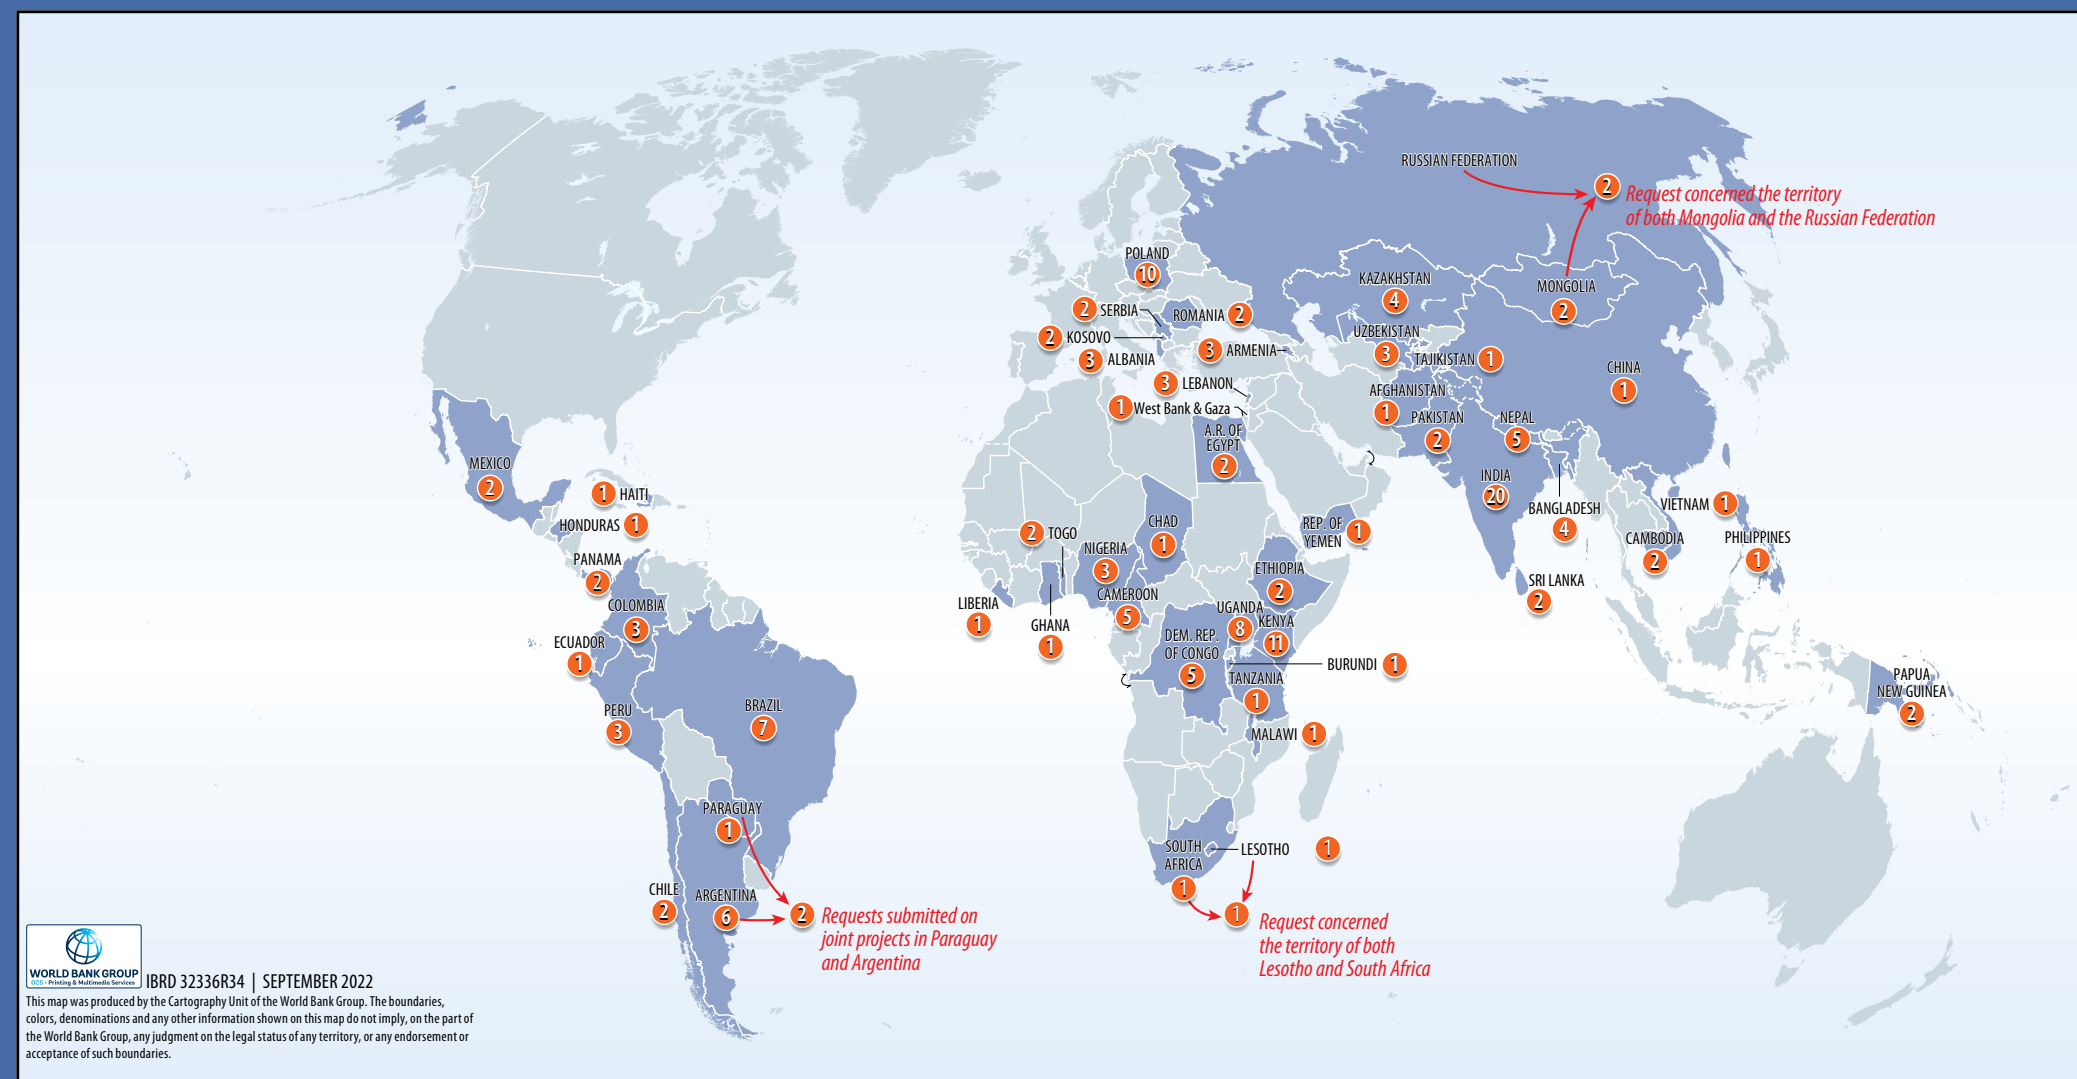 RUSSIAN FEDERATION
2
Request concerned the territory
of both Mongolia and the Russian Federation
POLAND
10
KAZAKHSTAN
4
MONGOLIA
2
2 SERBIA
ROMANIA 2
2 KOSOVO
UZBEKISTAN
3
3 ALBANIA
3 ARMENIA
TAJIKISTAN 1
CHINA
1
3 LEBANON
AFGHANISTAN
1
1 West Bank & Gaza
PAKISTAN
2
NEPAL
5
A.R. OF
EGYPT
2
MEXICO
2
INDIA
20
1 HAITI
HONDURAS 1
BANGLADESH
4
VIETNAM 1
2 TOGO
CHAD
1
REP. OF
YEMEN
1
CAMBODIA
2
PHILIPPINES
1
PANAMA
2
NIGERIA
3
ETHIOPIA
2
SRI LANKA
2
COLOMBIA
3
LIBERIA
1
CAMEROON
5
UGANDA
8
KENYA
11
GHANA
1
ECUADOR
1
DEM. REP.
OF CONGO
5
BURUNDI 1
TANZANIA
1
PAPUA
NEW GUINEA
2
PERU
3
BRAZIL
7
MALAWI 1
PARAGUAY
1
SOUTH
AFRICA
1
LESOTHO
1
CHILE
2
ARGENTINA
6
2
Requests submitted on
joint projects in Paraguay
and Argentina
1
Request concerned
the territory of both
Lesotho and South Africa
WORLD BANK GROUP
GCS - Printing & Multimedia Services
IBRD 32336R34 | SEPTEMBER 2022
This map was produced by the Cartography Unit of the World Bank Group. The boundaries,
colors, denominations and any other information shown on this map do not imply, on the part of
the World Bank Group, any judgment on the legal status of any territory, or any endorsement or
acceptance of such boundaries.